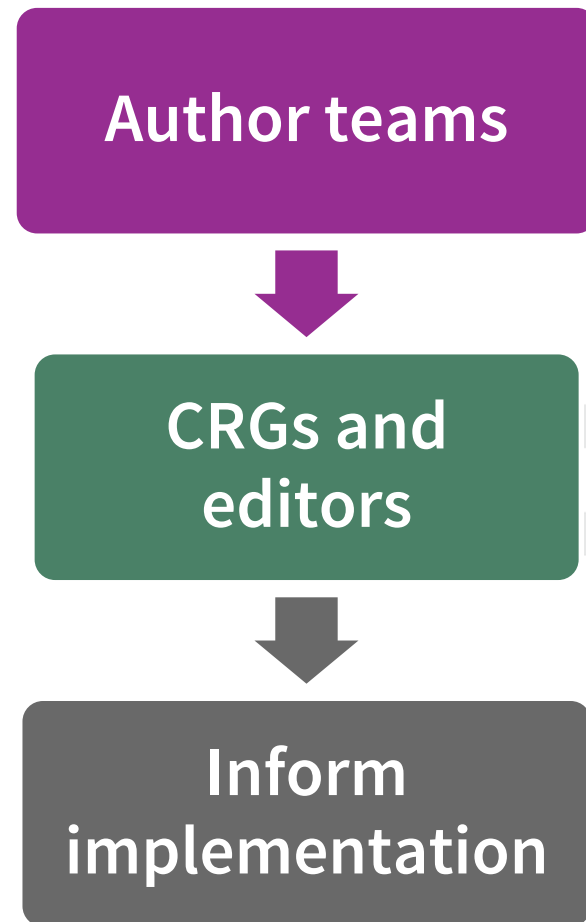 Author teams
CRGs and
editors
Inform
implementation